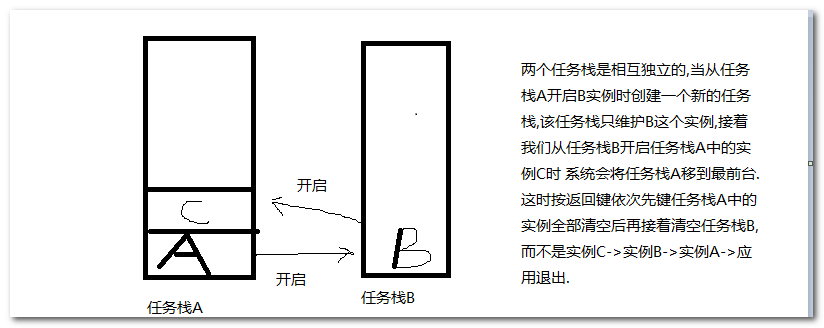 C
A
任务栈A
开启
开启
B
任务栈B
两个任务栈是相互独立的,当从任务
栈A开启B实例时创建一个新的任务
栈,该任务栈只维护B这个实例,接着
我们从任务栈B开启任务栈A中的实
例C时 系统会将任务栈A移到最前台.
这时按返回键依次先键任务栈A中的
实例全部清空后再接着清空任务栈B,
而不是实例C->实例B->实例A->应
用退出.